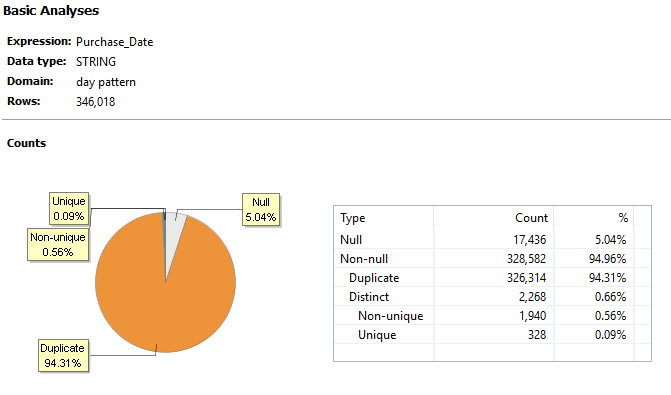 Basic Analyses
Expression: Purchase_Date
Data type: STRING
Domain: day pattern
Rows: 346,018
Counts
Unique
0.09%
Null
5.04%
Non-unique
0.56%
Duplicate
94.31%
Type Count %
Null 17,436 5.04%
Non-null 328,582 94.96%
Duplicate 326,314 94.31%
Distinct 2,268 0.66%
Non-unique 1,940 0.56%
Unique 328 0.09%